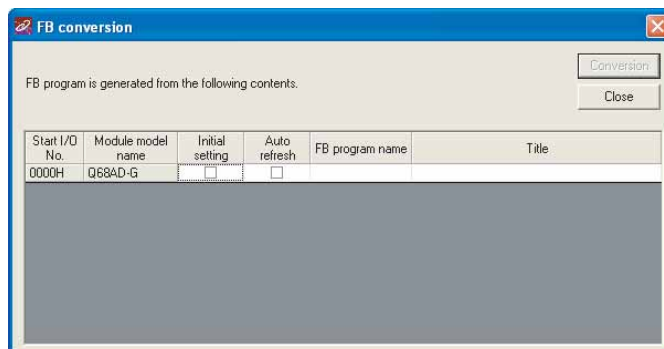 FB conversion
FB program is generated from the following contents.
Conversion
Close
Start I/O No.
Module model name
Initial setting
Auto refresh
FB program name
Title
0000H
Q68AD-G